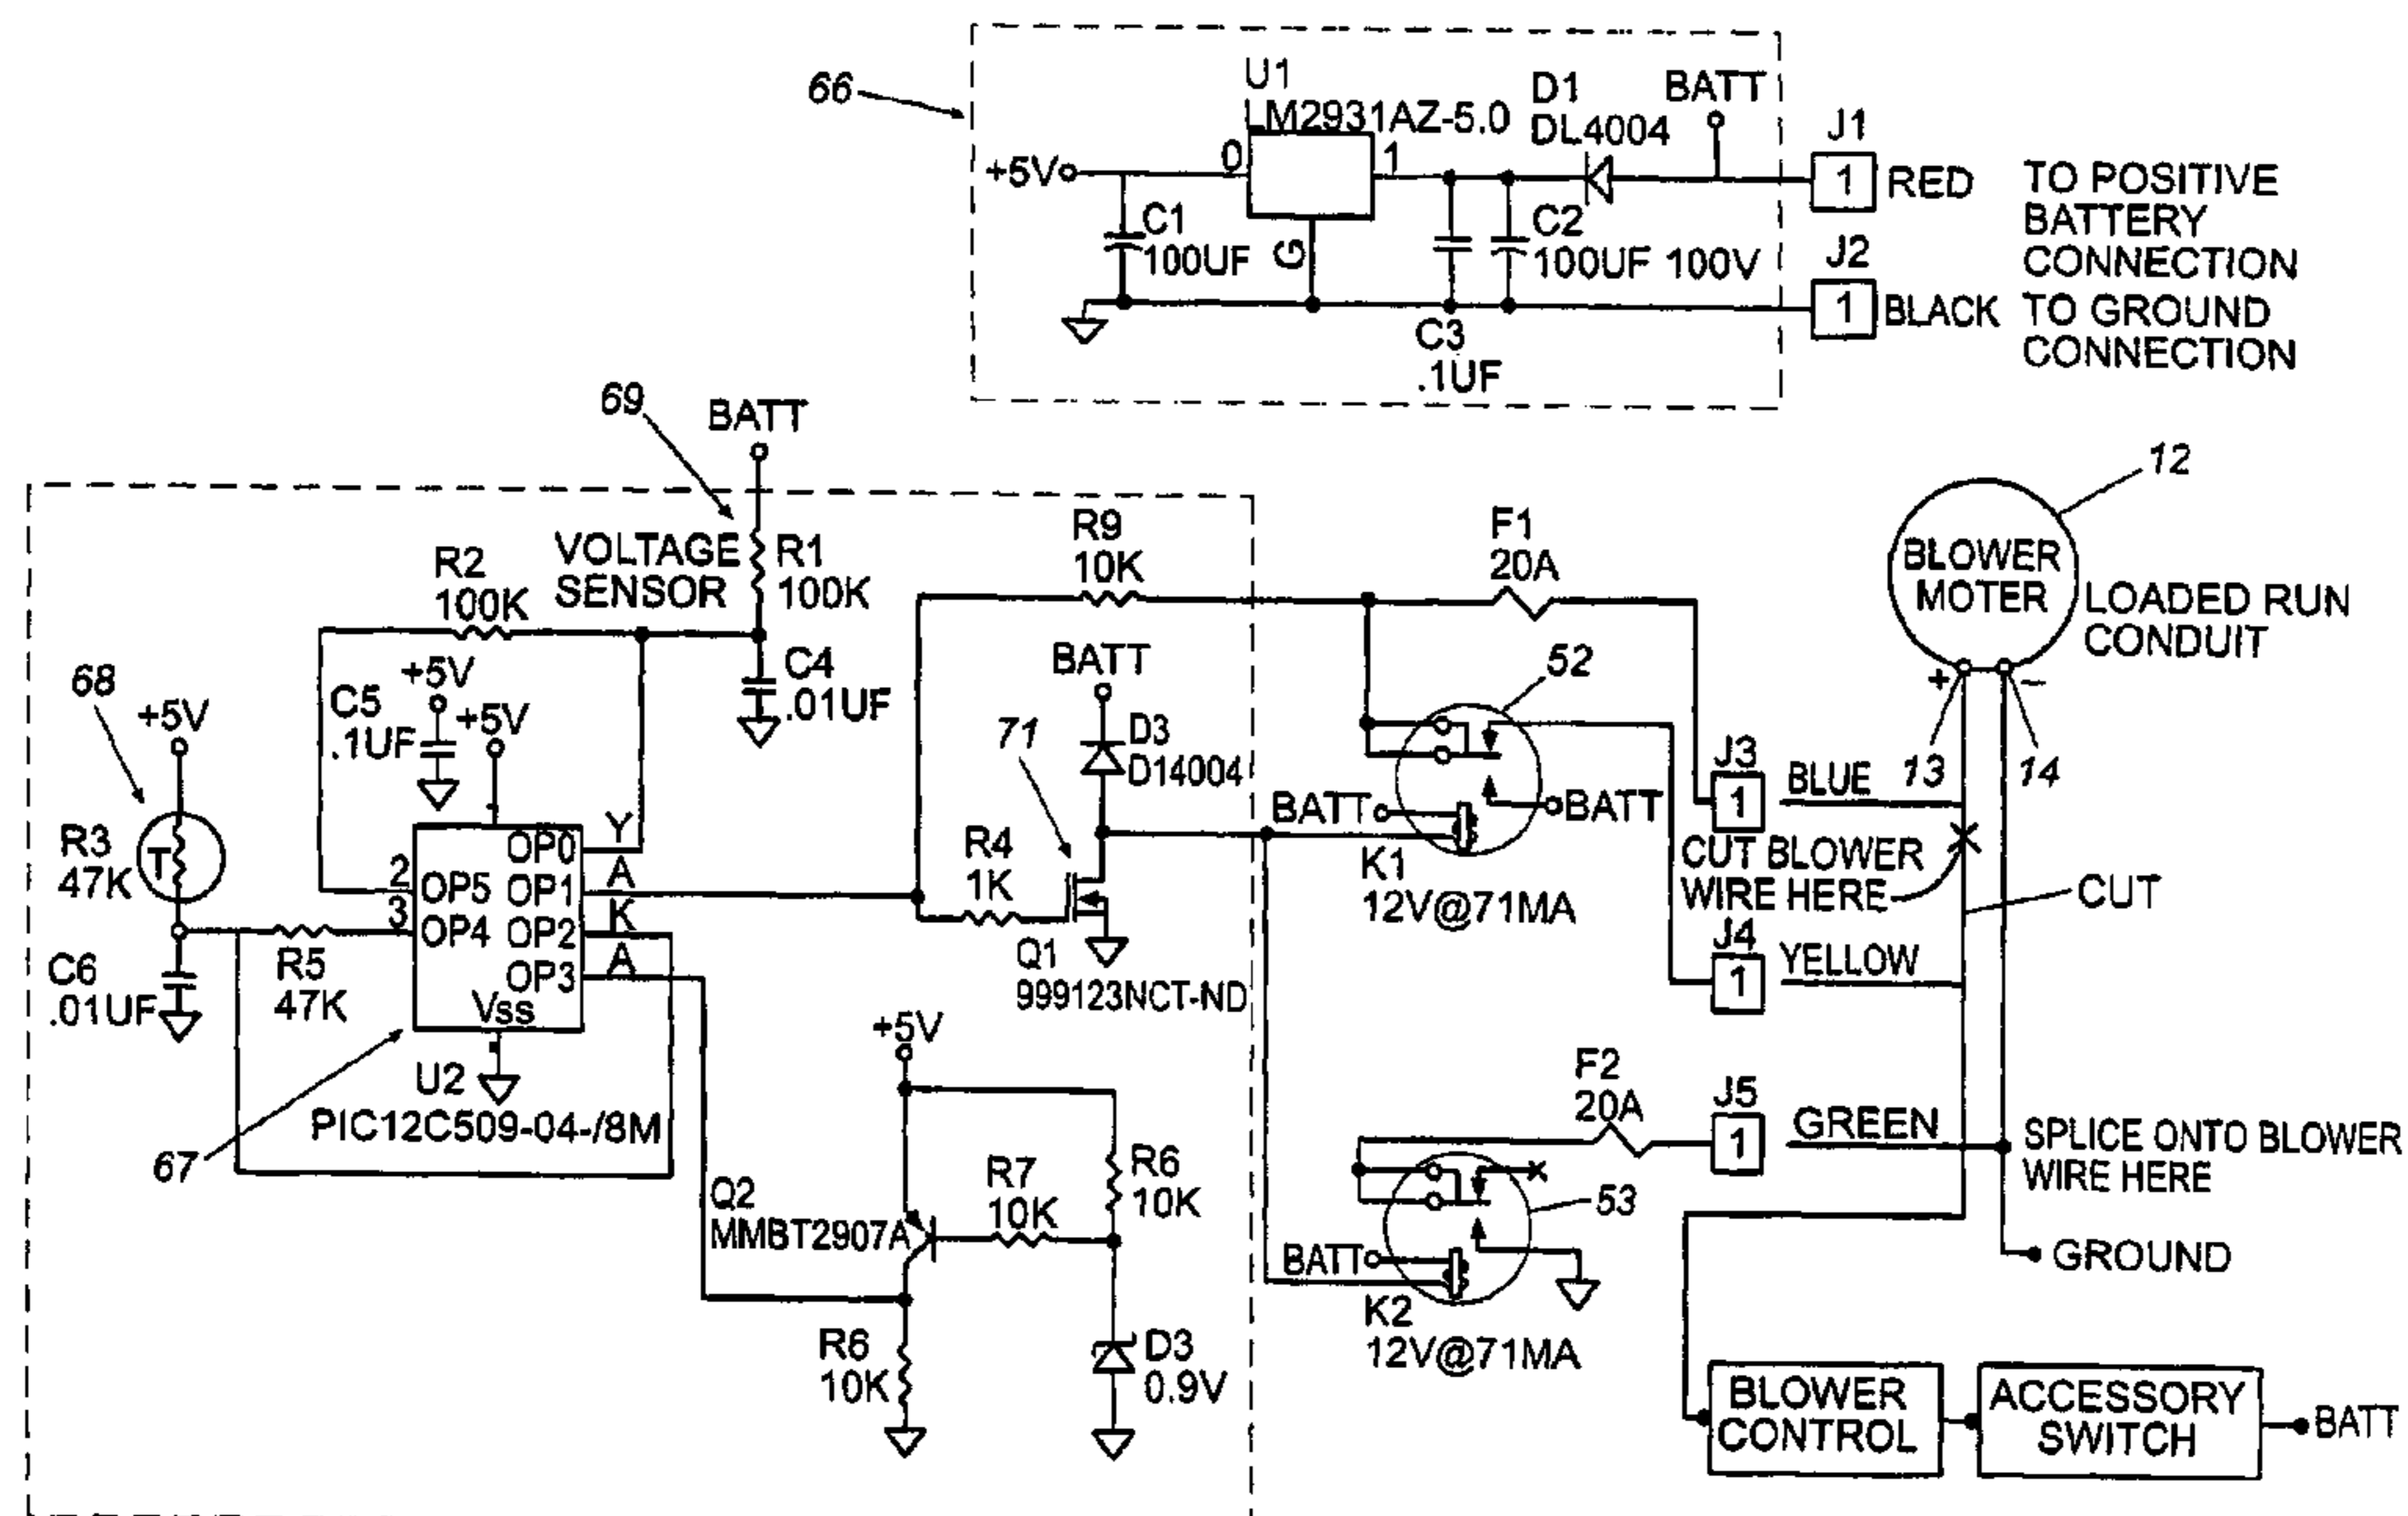 66
U1
LM2931AZ-5.0
D1
DL4004
BATT
J1
+5V
0
1
1
RED
TO POSITIVE
BATTERY
CONNECTION
C1
100UF
G
C2
100UF 100V
J2
1
BLACK
TO GROUND
CONNECTION
C3
.1UF
69
BATT
VOLTAGE
SENSOR
R1
100K
R2
100K
R9
10K
F1
20A
12
BLOWER
MOTER
LOADED RUN
CONDUIT
+
-
13
14
68
+5V
C5
.1UF
+5V
+5V
C4
.01UF
71
BATT
D3
D14004
52
BATT
BATT
K1
12V@71MA
J3
1
BLUE
CUT BLOWER
WIRE HERE
CUT
J4
1
YELLOW
R3
47K
T
2
3
OP5
OP4
OP0
OP1
OP2
OP3
Vss
Y
A
K
A
R4
1K
Q1
999123NCT-ND
C6
.01UF
R5
47K
U2
PIC12C509-04-/8M
67
+5V
Q2
MMBT2907A
R7
10K
R6
10K
R6
10K
D3
0.9V
F2
20A
J5
1
GREEN
SPLICE ONTO BLOWER
WIRE HERE
53
BATT
K2
12V@71MA
GROUND
BLOWER
CONTROL
ACCESSORY
SWITCH
BATT